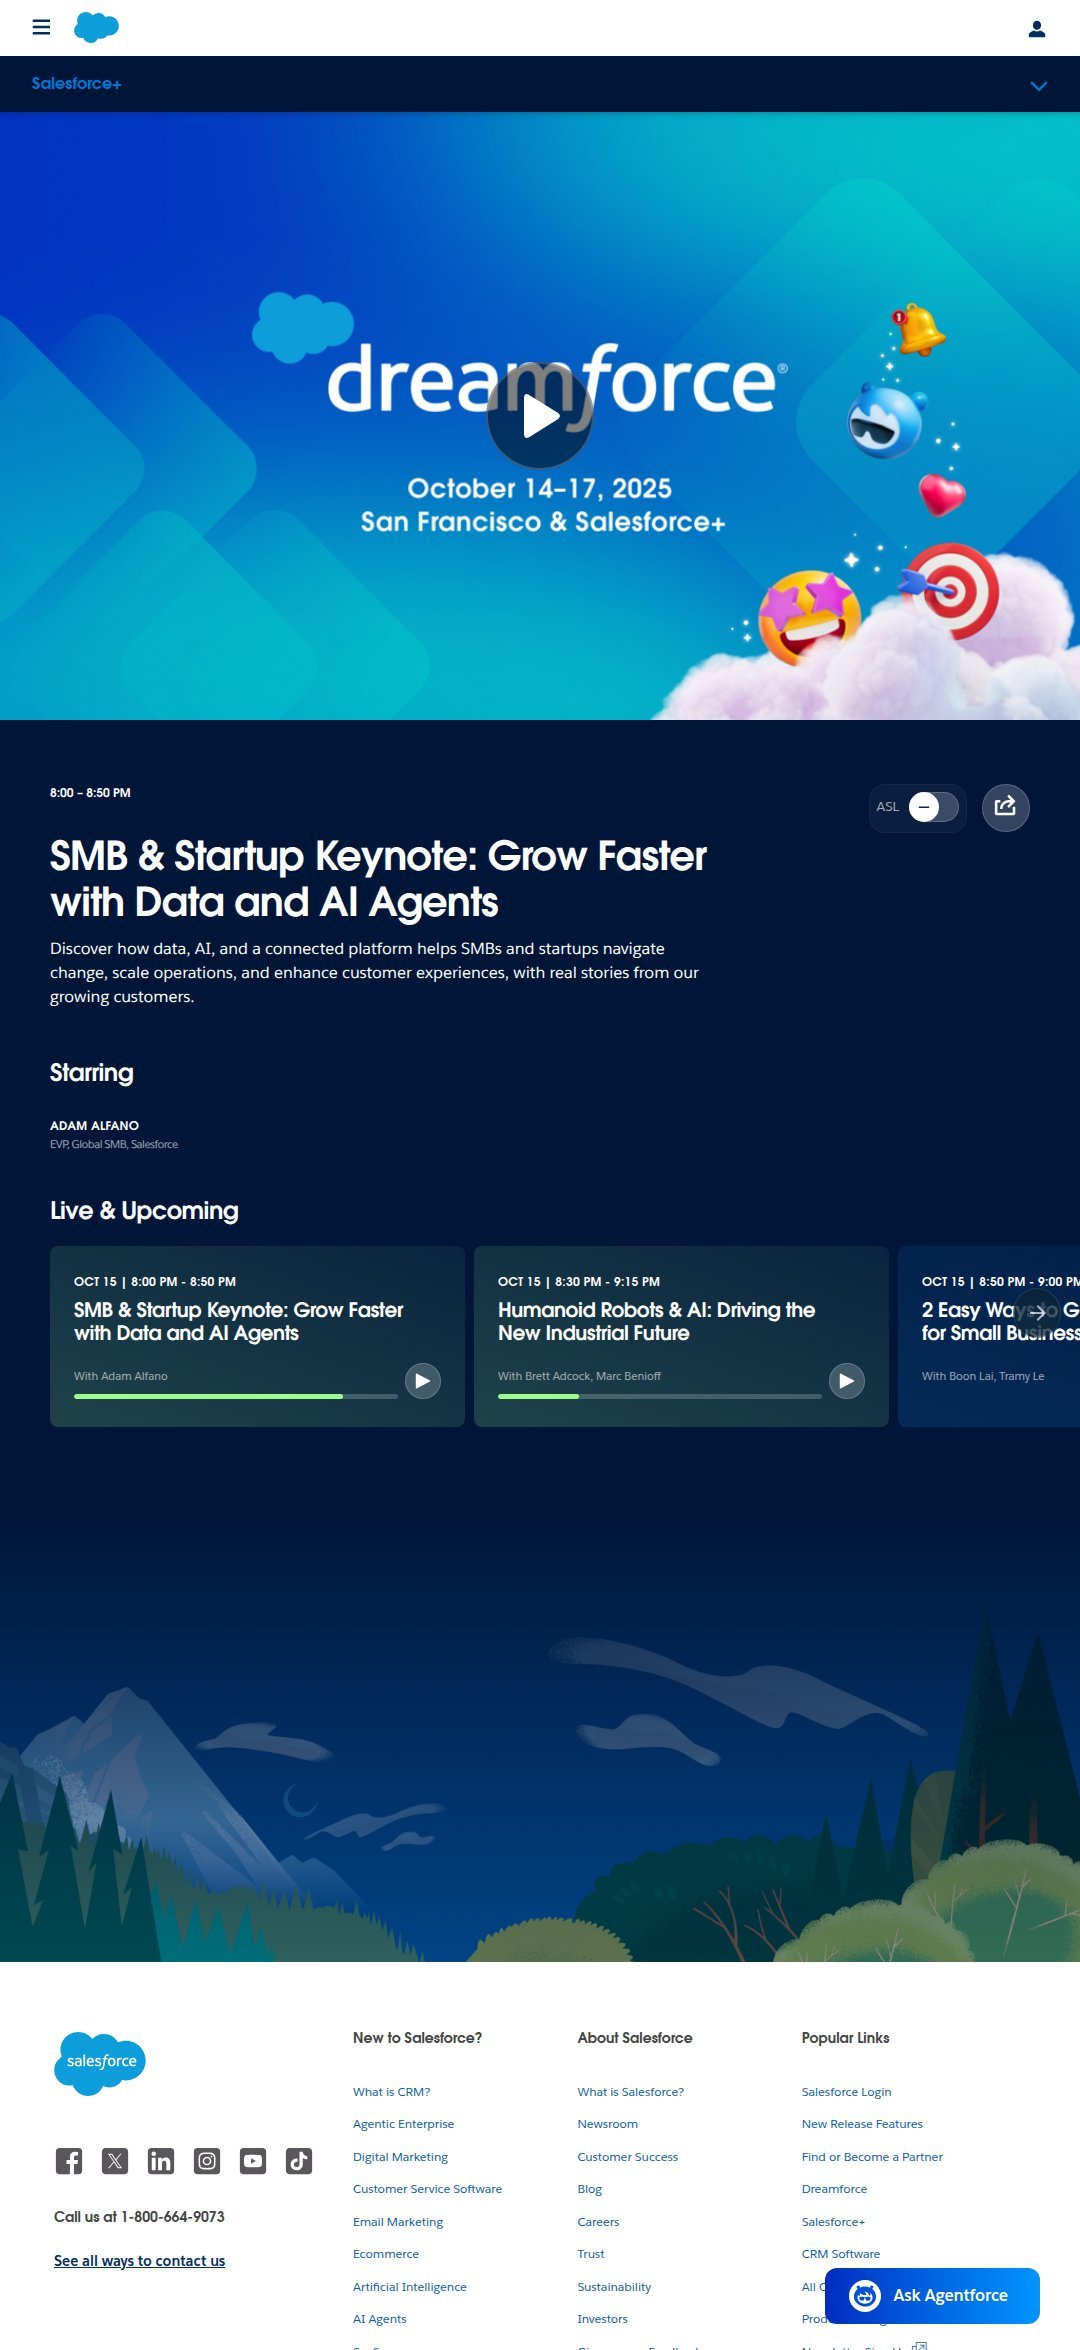 Salesforce+
dreamforce®
1
October 14–17, 2025
San Francisco & Salesforce+
8:00 – 8:50 PM
ASL
SMB & Startup Keynote: Grow Faster
with Data and AI Agents
Discover how data, AI, and a connected platform helps SMBs and startups navigate
change, scale operations, and enhance customer experiences, with real stories from our
growing customers.
Starring
ADAM ALFANO
EVP, Global SMB, Salesforce
Live & Upcoming
OCT 15 | 8:00 PM - 8:50 PM
SMB & Startup Keynote: Grow Faster
with Data and AI Agents
With Adam Alfano
OCT 15 | 8:30 PM - 9:15 PM
Humanoid Robots & AI: Driving the
New Industrial Future
With Brett Adcock, Marc Benioff
OCT 15 | 8:50 PM - 9:00 PM
2 Easy Ways to G
for Small Business
With Boon Lai, Tramy Le
salesforce
Call us at 1-800-664-9073
See all ways to contact us
New to Salesforce?
What is CRM?
Agentic Enterprise
Digital Marketing
Customer Service Software
Email Marketing
Ecommerce
Artificial Intelligence
AI Agents
About Salesforce
What is Salesforce?
Newsroom
Customer Success
Blog
Careers
Trust
Sustainability
Investors
Popular Links
Salesforce Login
New Release Features
Find or Become a Partner
Dreamforce
Salesforce+
CRM Software
All
Ask Agentforce